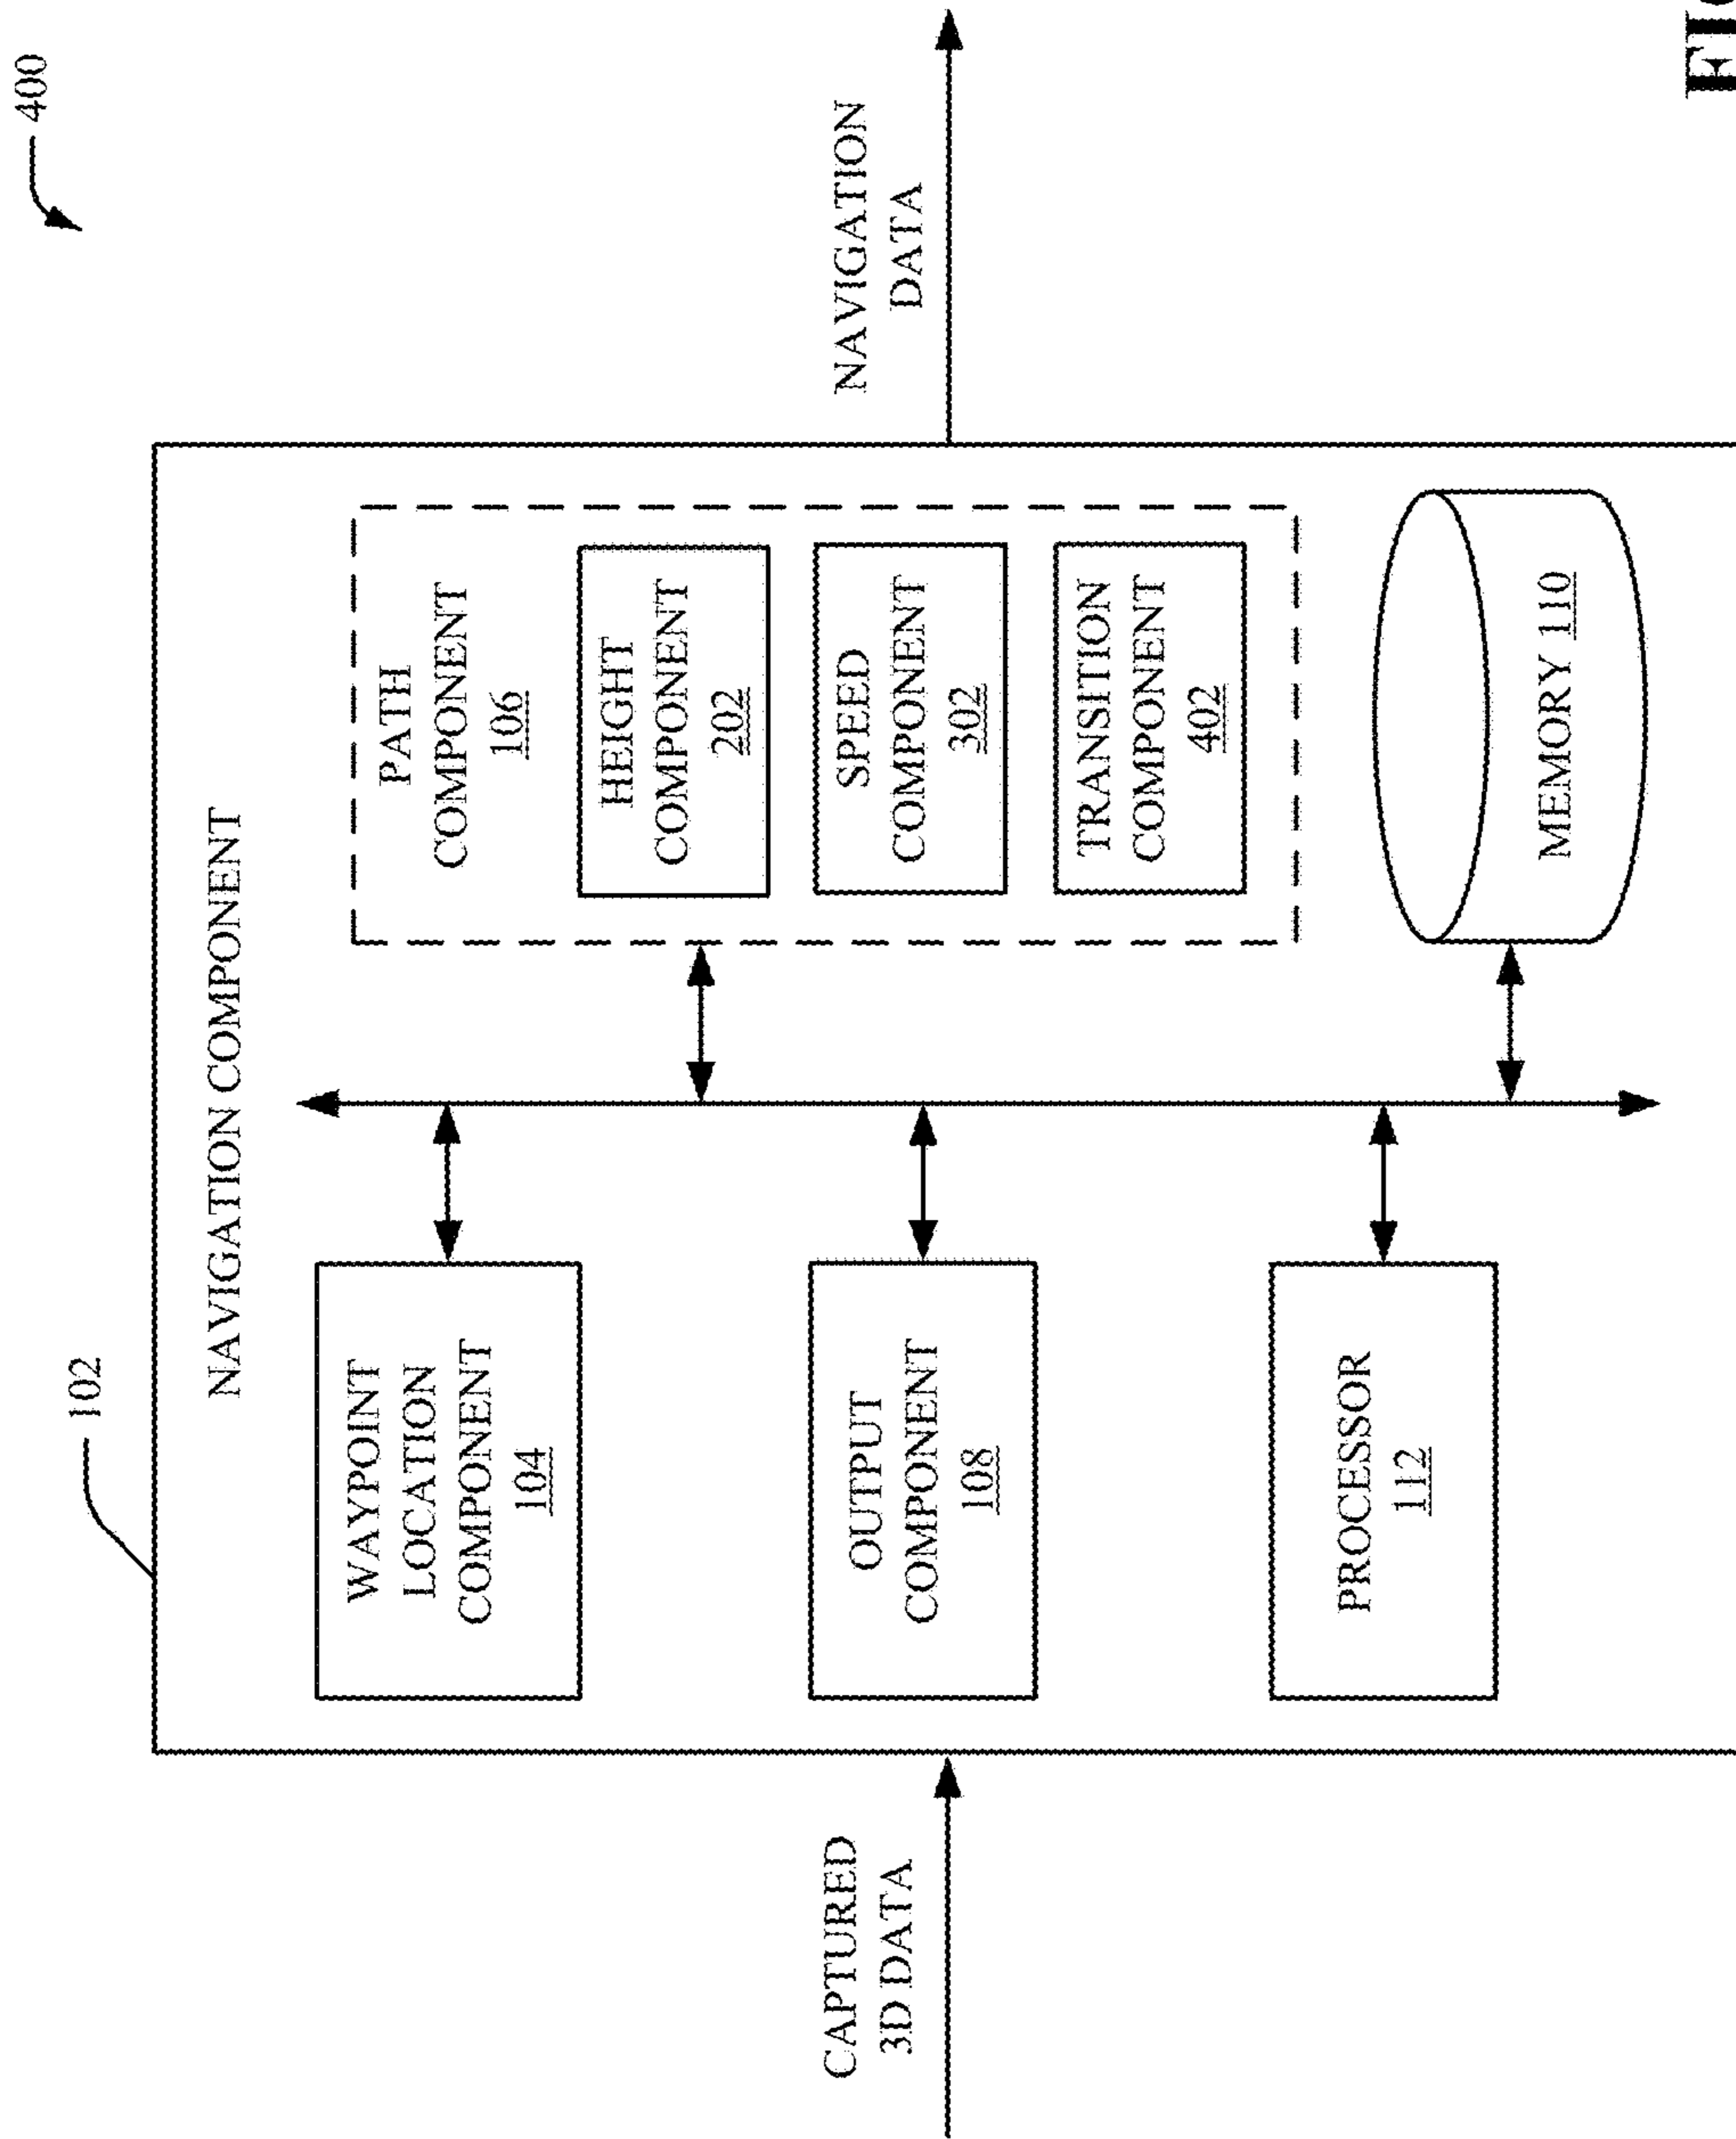 400
102
NAVIGATION COMPONENT
WAYPOINT
LOCATION
COMPONENT
104
PATH
COMPONENT
106
HEIGHT
COMPONENT
202
CAPTURED
3D DATA
OUTPUT
COMPONENT
108
SPEED
COMPONENT
302
NAVIGATION
DATA
TRANSITION
COMPONENT
402
PROCESSOR
112
MEMORY 110